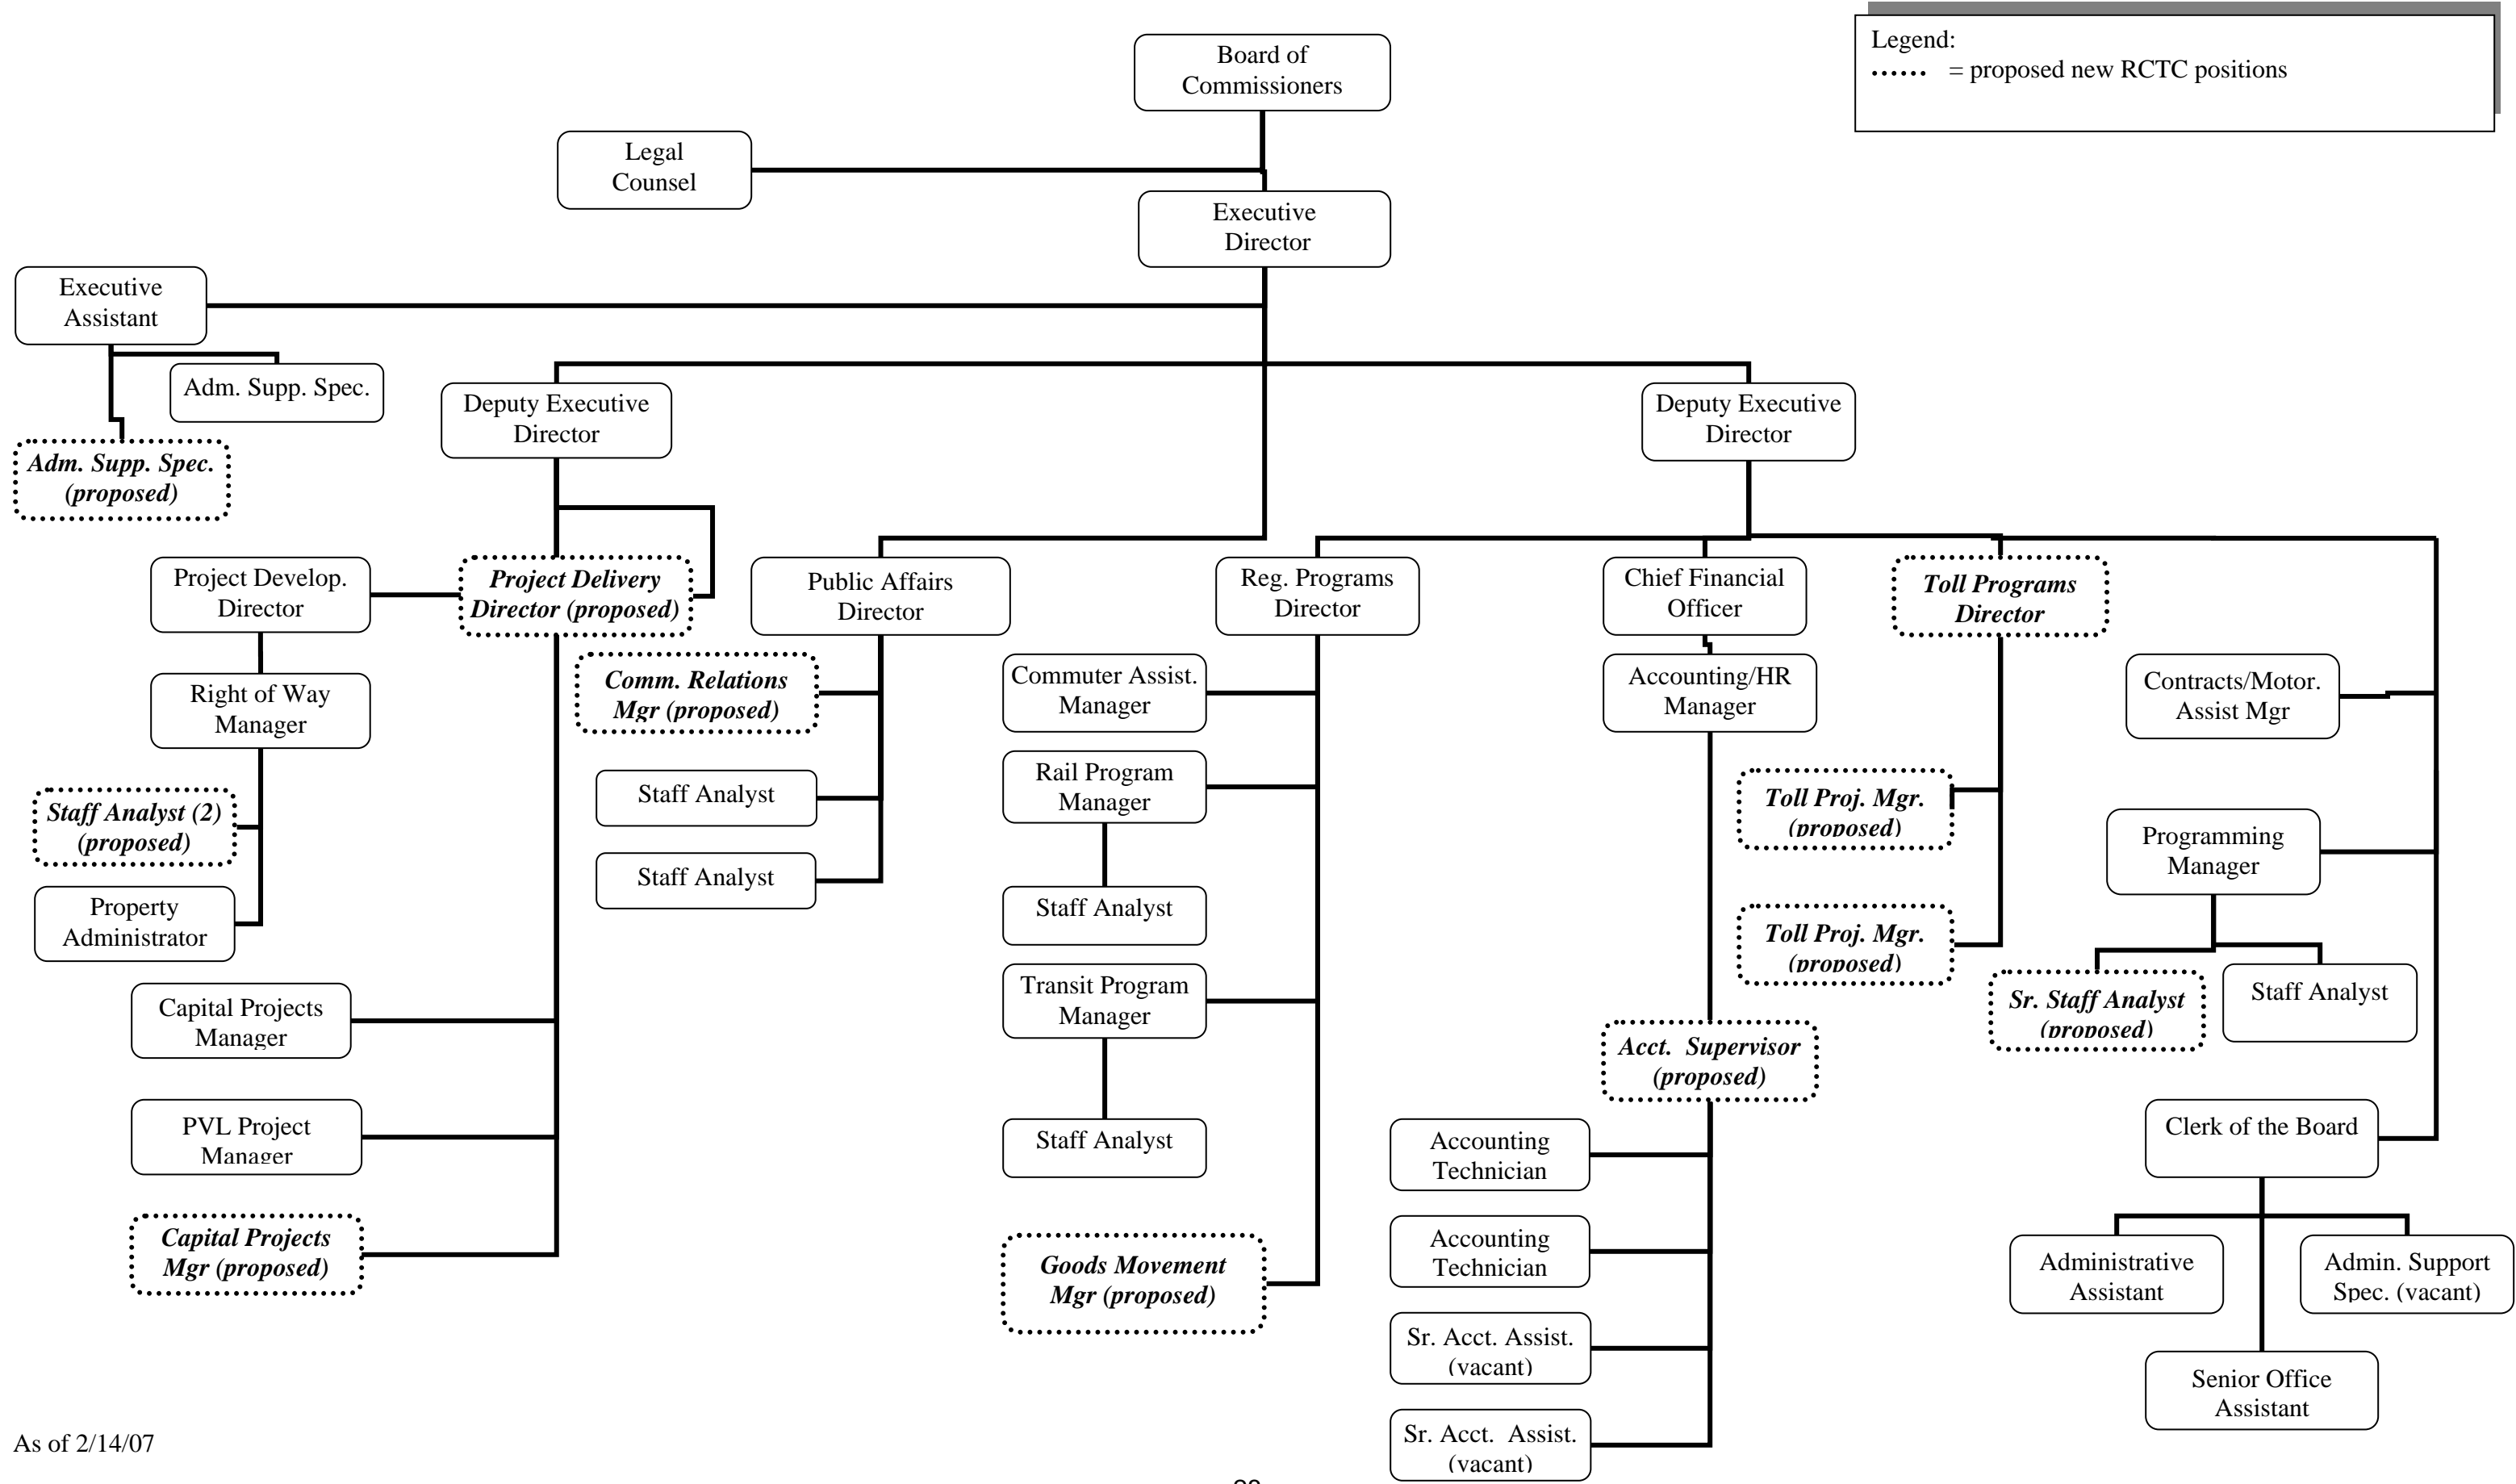 Legend:
= proposed new RCTC positions
Board of
Commissioners
Legal
Counsel
Executive
Director
Executive
Assistant
Adm. Supp. Spec.
Adm. Supp. Spec.
(proposed)
Deputy Executive
Director
Deputy Executive
Director
Project Develop.
Director
Project Delivery
Director (proposed)
Public Affairs
Director
Reg. Programs
Director
Chief Financial
Officer
Toll Programs
Director
Right of Way
Manager
Staff Analyst (2)
(proposed)
Property
Administrator
Capital Projects
Manager
PVL Project
Manager
Capital Projects
Mgr (proposed)
Comm. Relations
Mgr (proposed)
Staff Analyst
Staff Analyst
Commuter Assist.
Manager
Rail Program
Manager
Staff Analyst
Transit Program
Manager
Staff Analyst
Goods Movement
Mgr (proposed)
Accounting/HR
Manager
Acct. Supervisor
(proposed)
Accounting
Technician
Accounting
Technician
Sr. Acct. Assist.
(vacant)
Sr. Acct. Assist.
(vacant)
Toll Proj. Mgr.
(proposed)
Toll Proj. Mgr.
(proposed)
Contracts/Motor.
Assist Mgr
Programming
Manager
Sr. Staff Analyst
(proposed)
Staff Analyst
Clerk of the Board
Administrative
Assistant
Admin. Support
Spec. (vacant)
Senior Office
Assistant
As of 2/14/07